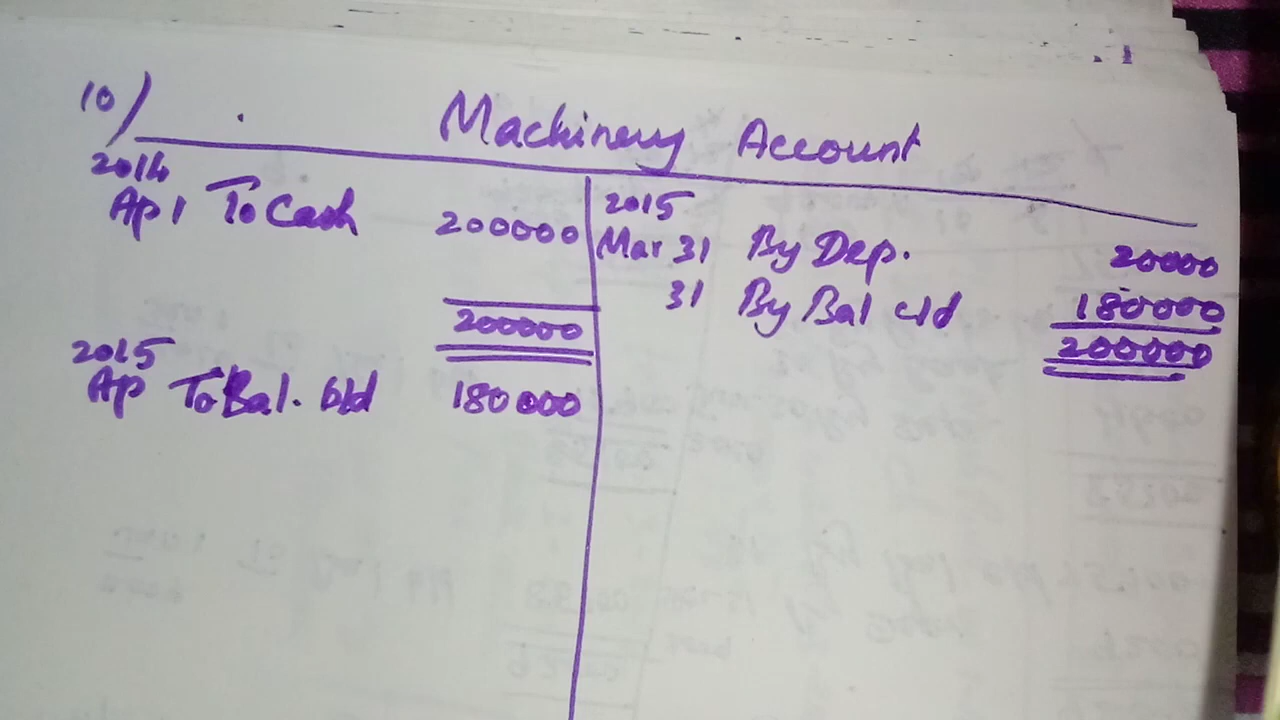 10/
Machinery Account
2014
Ap 1 To Cash 200000
200000
2015
Ap To Bal. b/d 180000
2015
Mar 31 By Dep. 20000
31 By Bal c/d 180000
200000